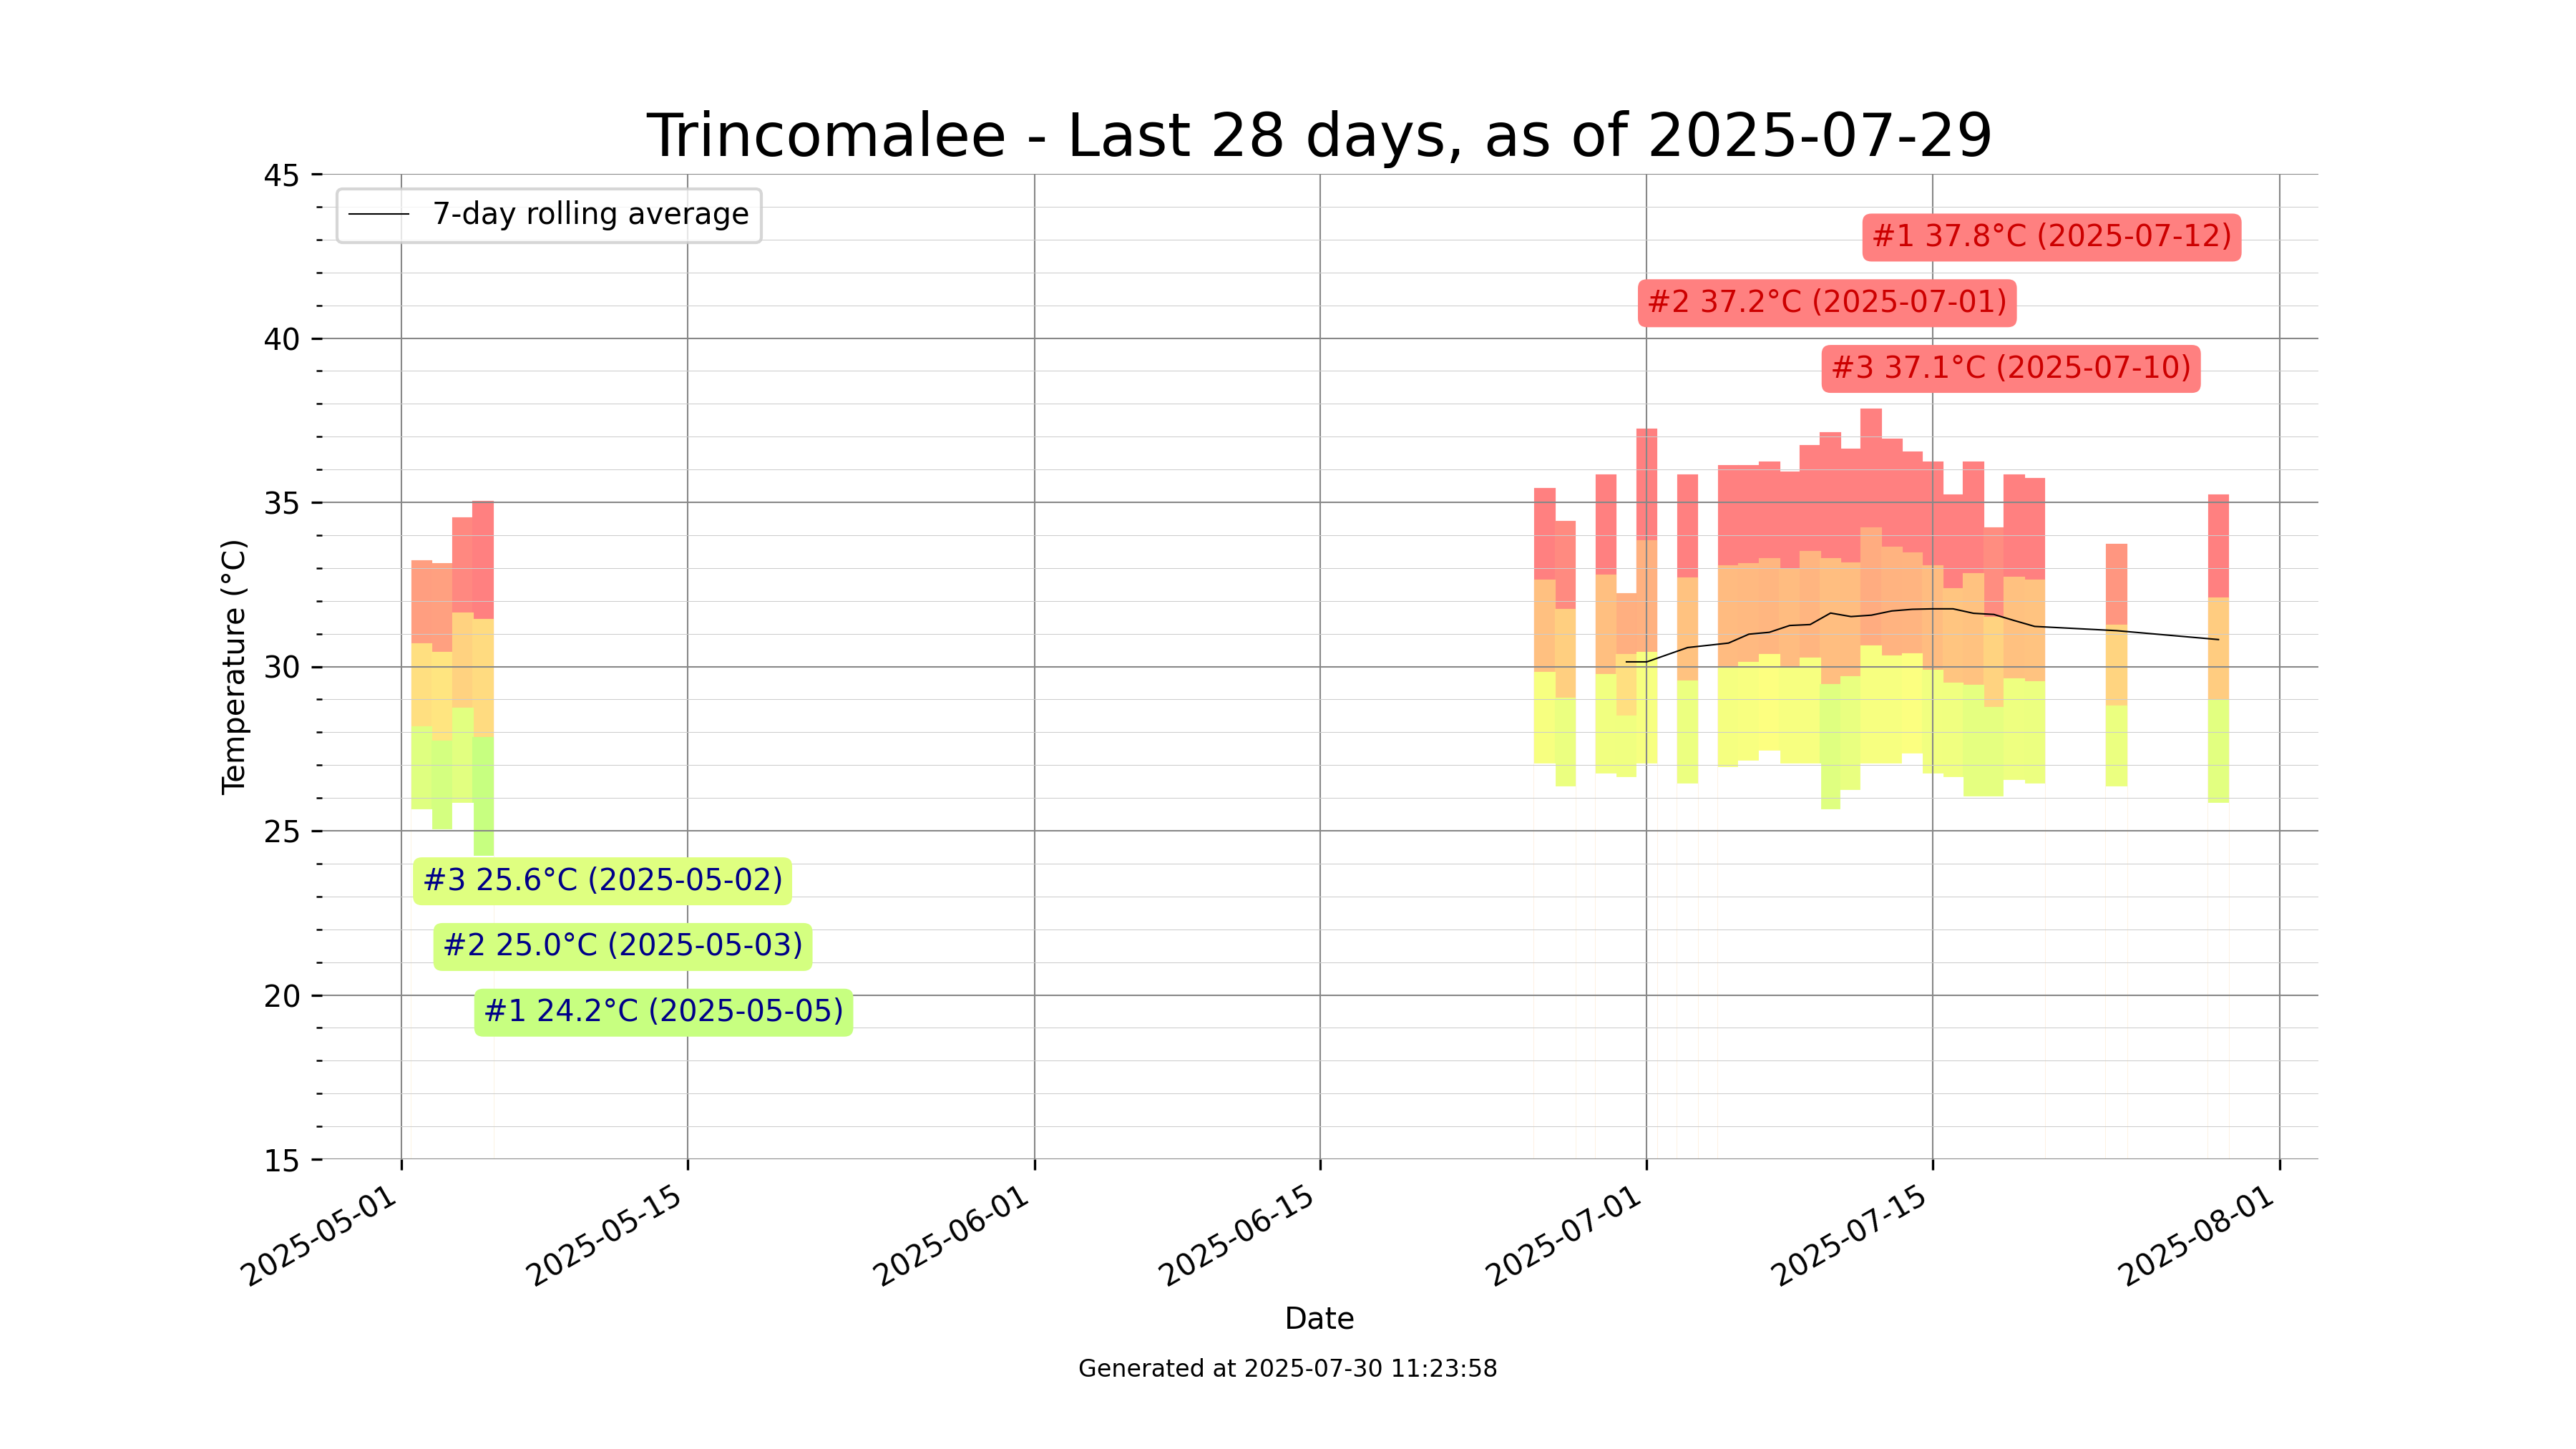 Trincomalee - Last 28 days, as of 2025-07-29
7-day rolling average
#1 37.8°C (2025-07-12)
#2 37.2°C (2025-07-01)
#3 37.1°C (2025-07-10)
#3 25.6°C (2025-05-02)
#2 25.0°C (2025-05-03)
#1 24.2°C (2025-05-05)
Temperature (°C)
45
40
35
30
25
20
15
2025-05-01
2025-05-15
2025-06-01
2025-06-15
2025-07-01
2025-07-15
2025-08-01
Date
Generated at 2025-07-30 11:23:58